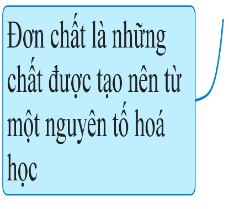 Đơn chất là những
chất được tạo nên từ
một nguyên tố hoá
học